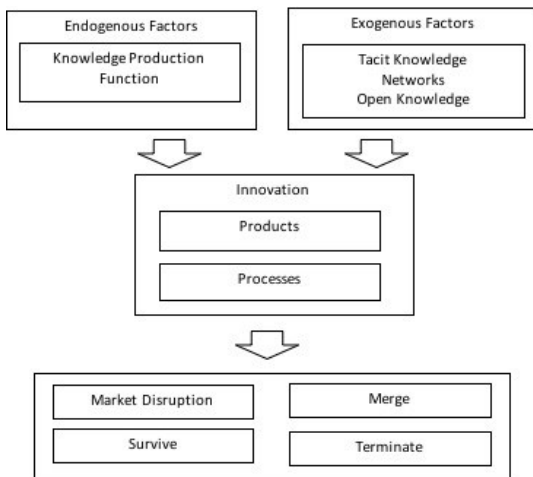 Endogenous Factors
Knowledge Production
Function
Exogenous Factors
Tacit Knowledge
Networks
Open Knowledge
Innovation
Products
Processes
Market Disruption
Merge
Survive
Terminate